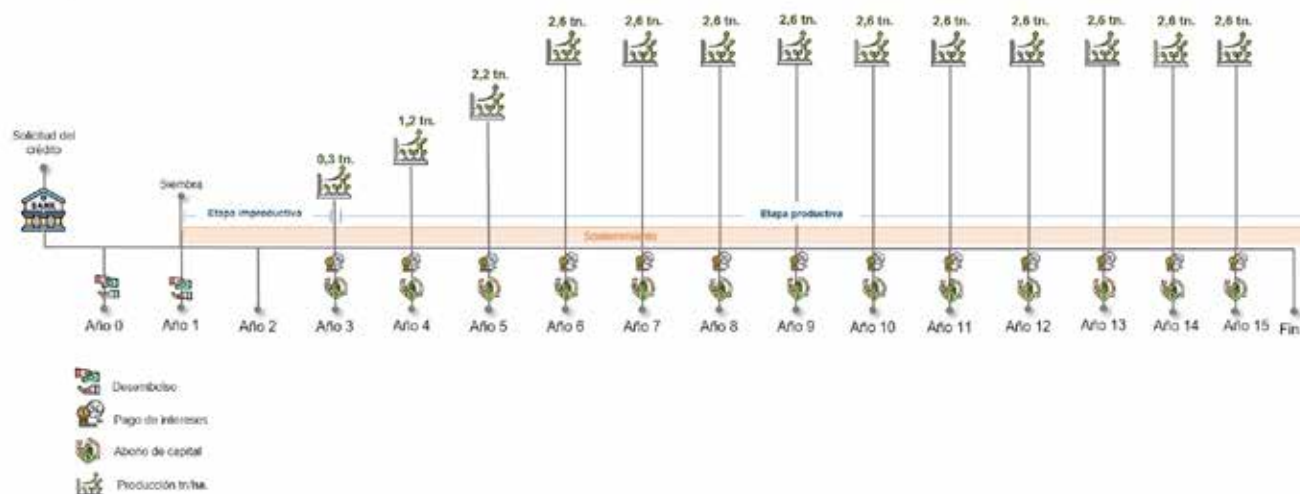 2,6 tn. 2,6 tn. 2,6 tn. 2,6 tn. 2,6 tn. 2,6 tn. 2,6 tn. 2,6 tn. 2,6 tn. 2,6 tn.
2,2 tn.
1,2 tn.
0,3 tn.
Solicitud del
crédito
BANK
Siembra
Etapa improductiva
Etapa productiva
Sostenimiento
Año 0 Año 1 Año 2 Año 3 Año 4 Año 5 Año 6 Año 7 Año 8 Año 9 Año 10 Año 11 Año 12 Año 13 Año 14 Año 15 Fin
Desembolso
Pago de intereses
Abono de capital
Producción tn/ha.